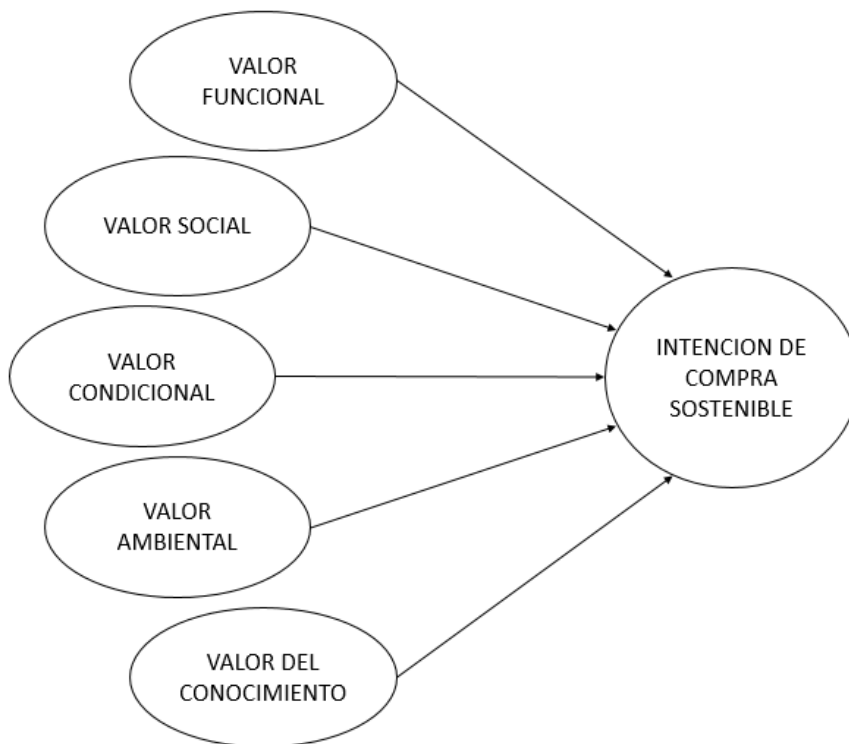 VALOR
FUNCIONAL
VALOR SOCIAL
VALOR
CONDICIONAL
VALOR
AMBIENTAL
VALOR DEL
CONOCIMIENTO
INTENCION DE
COMPRA
SOSTENIBLE